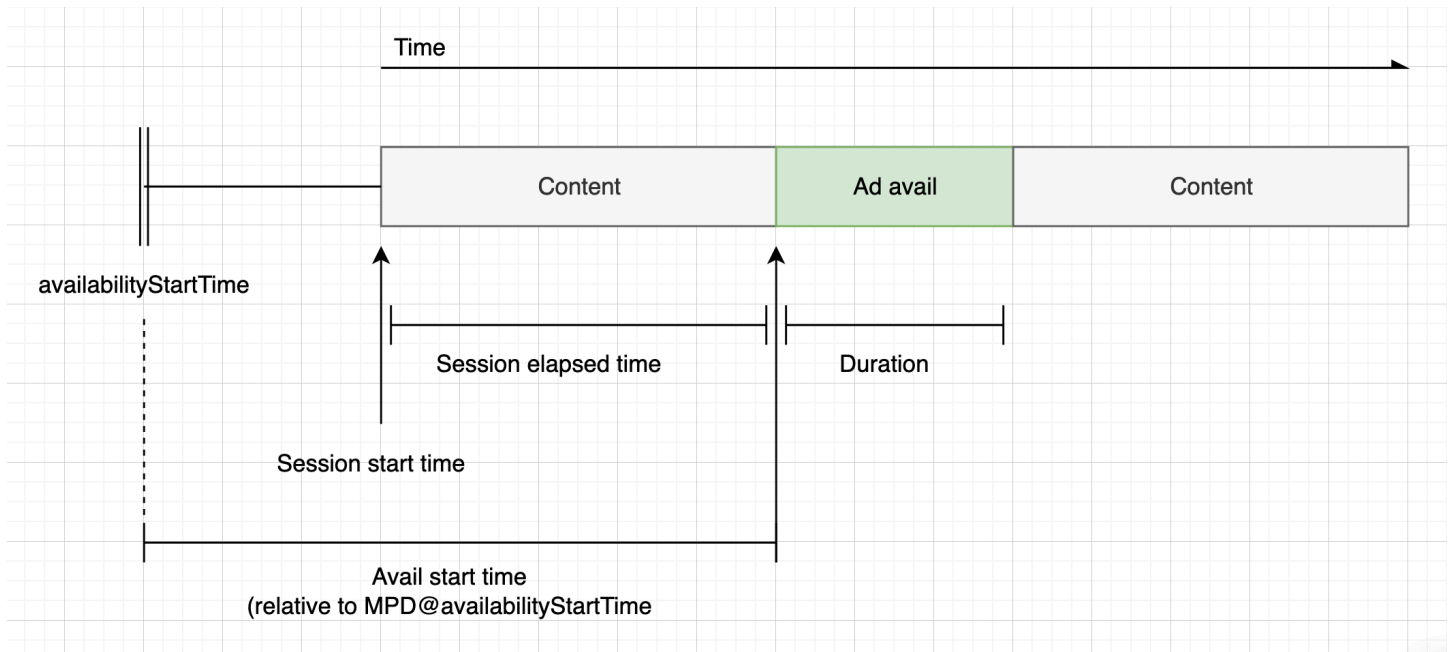 Time
Content
Ad avail
Content
availabilityStartTime
Session elapsed time
Duration
Session start time
Avail start time
(relative to MPD@availabilityStartTime